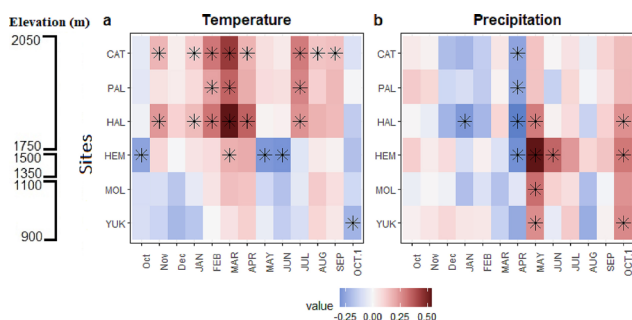 Elevation (m)
a Temperature
b Precipitation
2050
1750
1500
1350
1100
900
Sites
CAT
PAL
HAL
HEM
MOL
YUK
CAT
PAL
HAL
HEM
MOL
YUK
Oct Nov Dec JAN FEB MAR APR MAY JUN JUL AUG SEP OCT.1
Oct Nov Dec JAN FEB MAR APR MAY JUN JUL AUG SEP OCT.1
value
-0.25 0.00 0.25 0.50